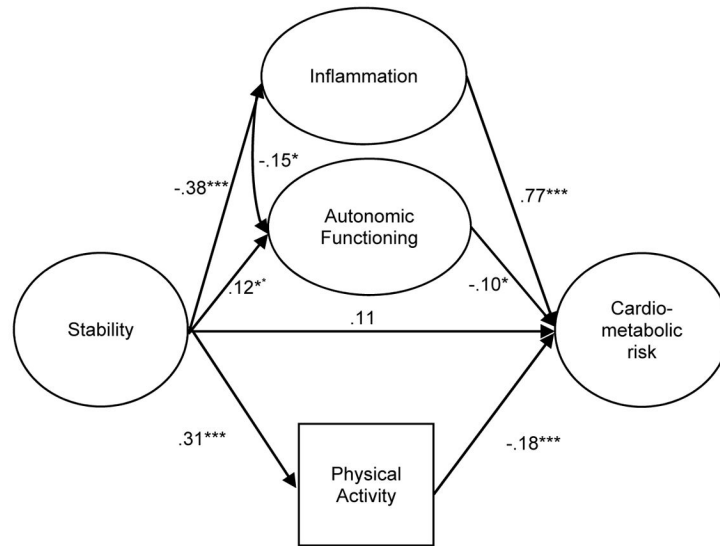 Inflammation
-.15*
-.38***
.77***
Autonomic
Functioning
.12**
-.10*
Stability
.11
Cardio-
metabolic
risk
.31***
-.18***
Physical
Activity